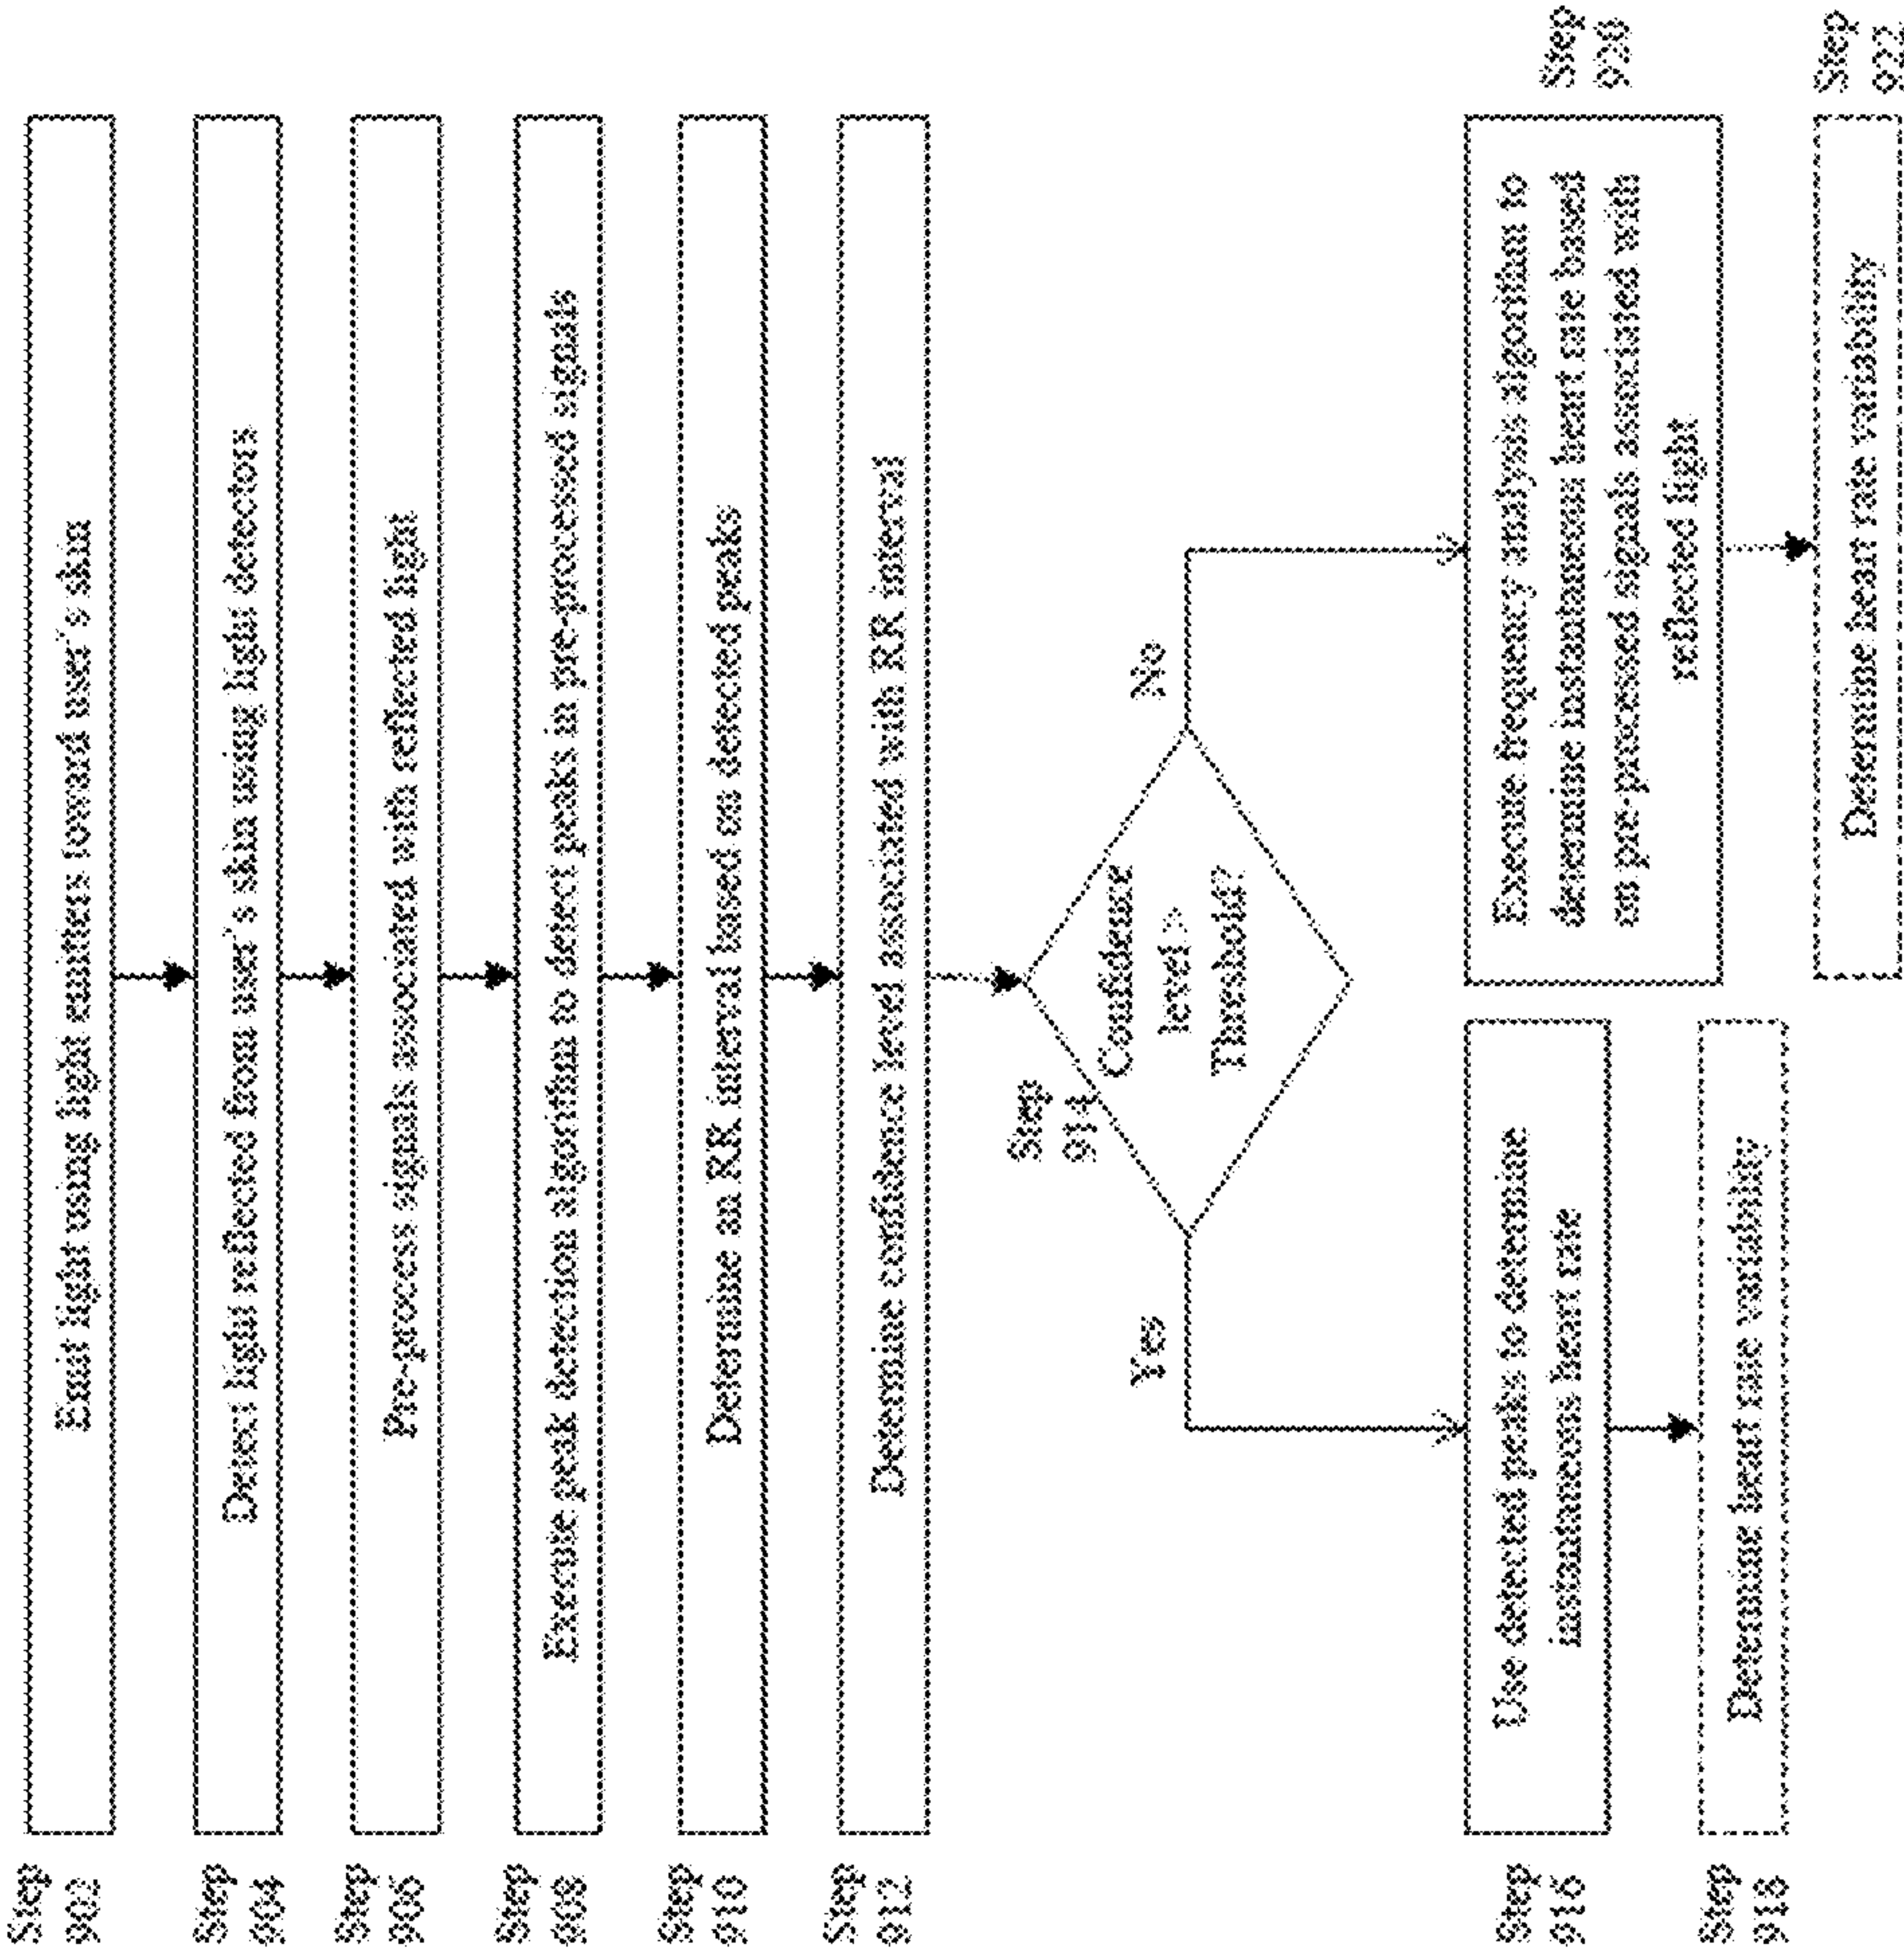 Step
902
Emit light using light emitters toward user's skin
Step
904
Detect light reflected from user's skin using light detectors
Step
906
Pre-process signals associated with reflected light
Step
908
Execute peak detection algorithm to detect peaks in pre-processed signals
Step
910
Determine an RR interval based on detected peaks
Step
912
Determine confidence level associated with RR interval
Step
914
Confidence
level >
Threshold?
Yes
No
Step
916
Use detected peaks to determine
instantaneous heart rate
Step
918
Determine heart rate variability
Execute frequency analysis algorithm to
determine instantaneous heart rate based
on pre-processed signals associated with
reflected light
Step
920
Determine heart rate variability
Step
922